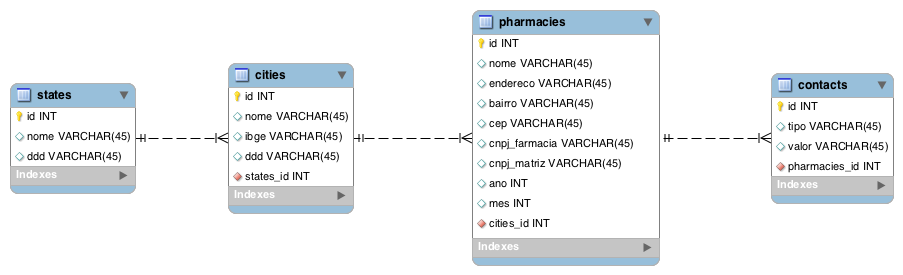 states
id INT
nome VARCHAR(45)
ddd VARCHAR(45)
Indexes
cities
id INT
nome VARCHAR(45)
ibge VARCHAR(45)
ddd VARCHAR(45)
states_id INT
Indexes
pharmacies
id INT
nome VARCHAR(45)
endereco VARCHAR(45)
bairro VARCHAR(45)
cep VARCHAR(45)
cnpj_farmacia VARCHAR(45)
cnpj_matriz VARCHAR(45)
ano INT
mes INT
cities_id INT
Indexes
contacts
id INT
tipo VARCHAR(45)
valor VARCHAR(45)
pharmacies_id INT
Indexes